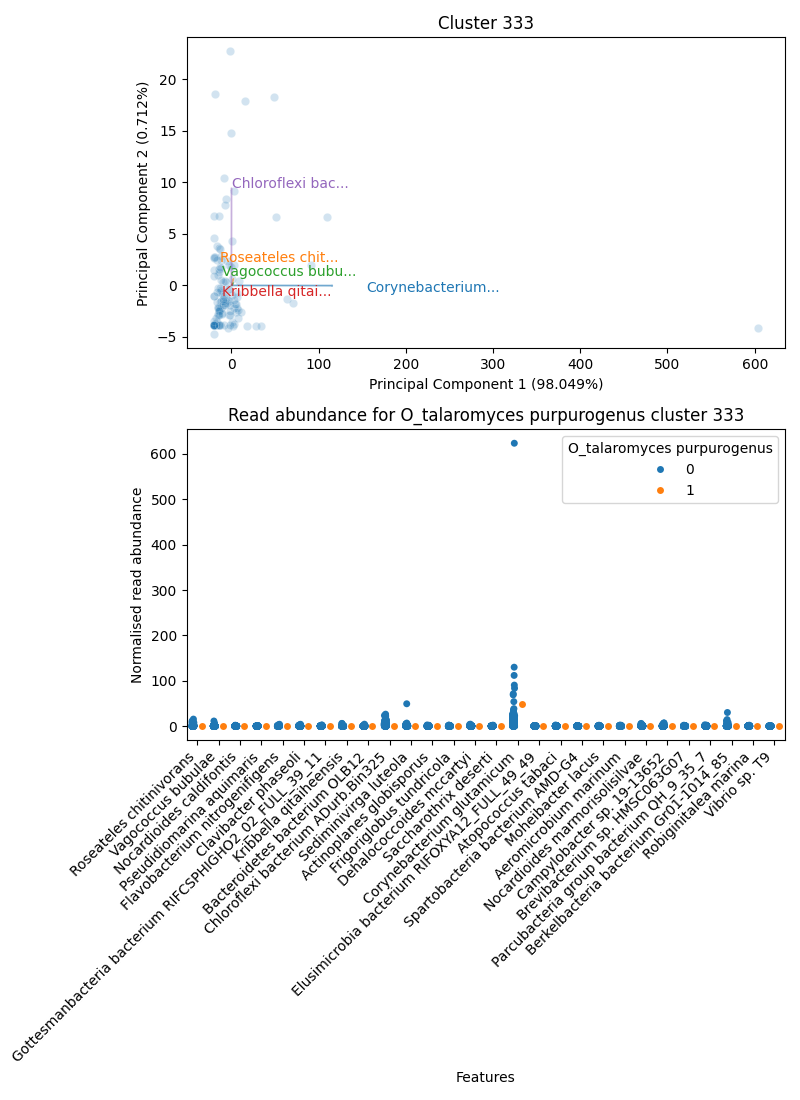 Cluster 333
Principal Component 2 (0.712%)
20
15
10
5
0
−5
Chloroflexi bac...
Roseateles chit...
Vagococcus bubu...
Kribbella qitai...
Corynebacterium...
0
100
200
300
400
500
600
Principal Component 1 (98.049%)
Read abundance for O_talaromyces purpurogenus cluster 333
Normalised read abundance
600
500
400
300
200
100
0
O_talaromyces purpurogenus
0
1
Roseateles chitinivorans
Vagococcus bubulae
Nocardioides caldifontis
Pseudidiomarina aquimaris
Flavobacterium nitrogenifigens
Clavibacter phaseoli
Gottesmanbacteria bacterium RIFCSPHIGHO2_02_FULL_39_11
Kribbella qitaiheensis
Bacteroidetes bacterium OLB12
Chloroflexi bacterium ADurb.Bin325
Sediminivirga luteola
Actinoplanes globisporus
Frigoriglobus tundricola
Dehalococcoides mccartyi
Saccharothrix deserti
Corynebacterium glutamicum
Elusimicrobia bacterium RIFOXYA12_FULL_49_49
Atopococcus tabaci
Spartobacteria bacterium AMD-G4
Moheibacter lacus
Aeromicrobium marinum
Nocardioides marmorisolisilvae
Campylobacter sp. 19-13652
Brevibacterium sp. HMSC063G07
Parcubacteria group bacterium QH_9_35_7
Berkelbacteria bacterium Gr01-1014_85
Robiginitalea marina
Vibrio sp. T9
Features